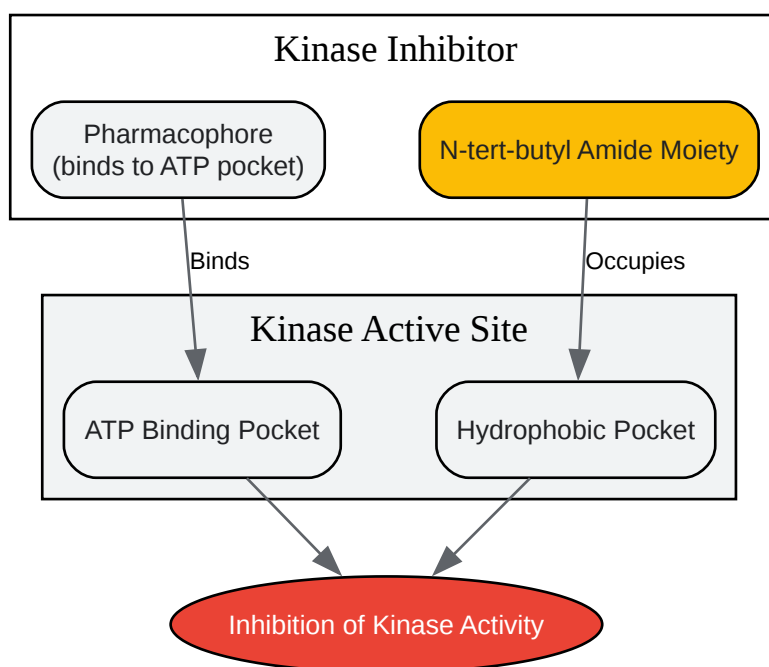 Kinase Inhibitor
Pharmacophore
(binds to ATP pocket)
N-tert-butyl Amide Moiety
Binds
Occupies
Kinase Active Site
ATP Binding Pocket
Hydrophobic Pocket
Inhibition of Kinase Activity